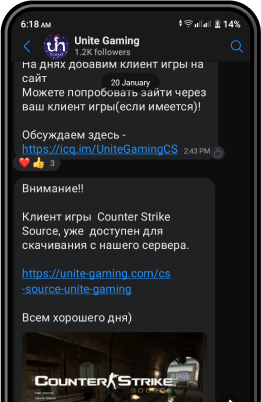 6:18 AM
14%
Unite Gaming
1.2K followers
На днях добавим клиент игры на
сайт
20 January
Можете попробовать зайти через
ваш клиент игры(если имеется)!
Обсуждаем здесь -
https://icq.im/UniteGamingCS
2:43 PM
3
Внимание!!
Клиент игры Counter Strike
Source, уже доступен для
скачивания с нашего сервера.
https://unite-gaming.com/cs
-source-unite-gaming
Всем хорошего дня)
COUNTER STRIKE
SOURCE